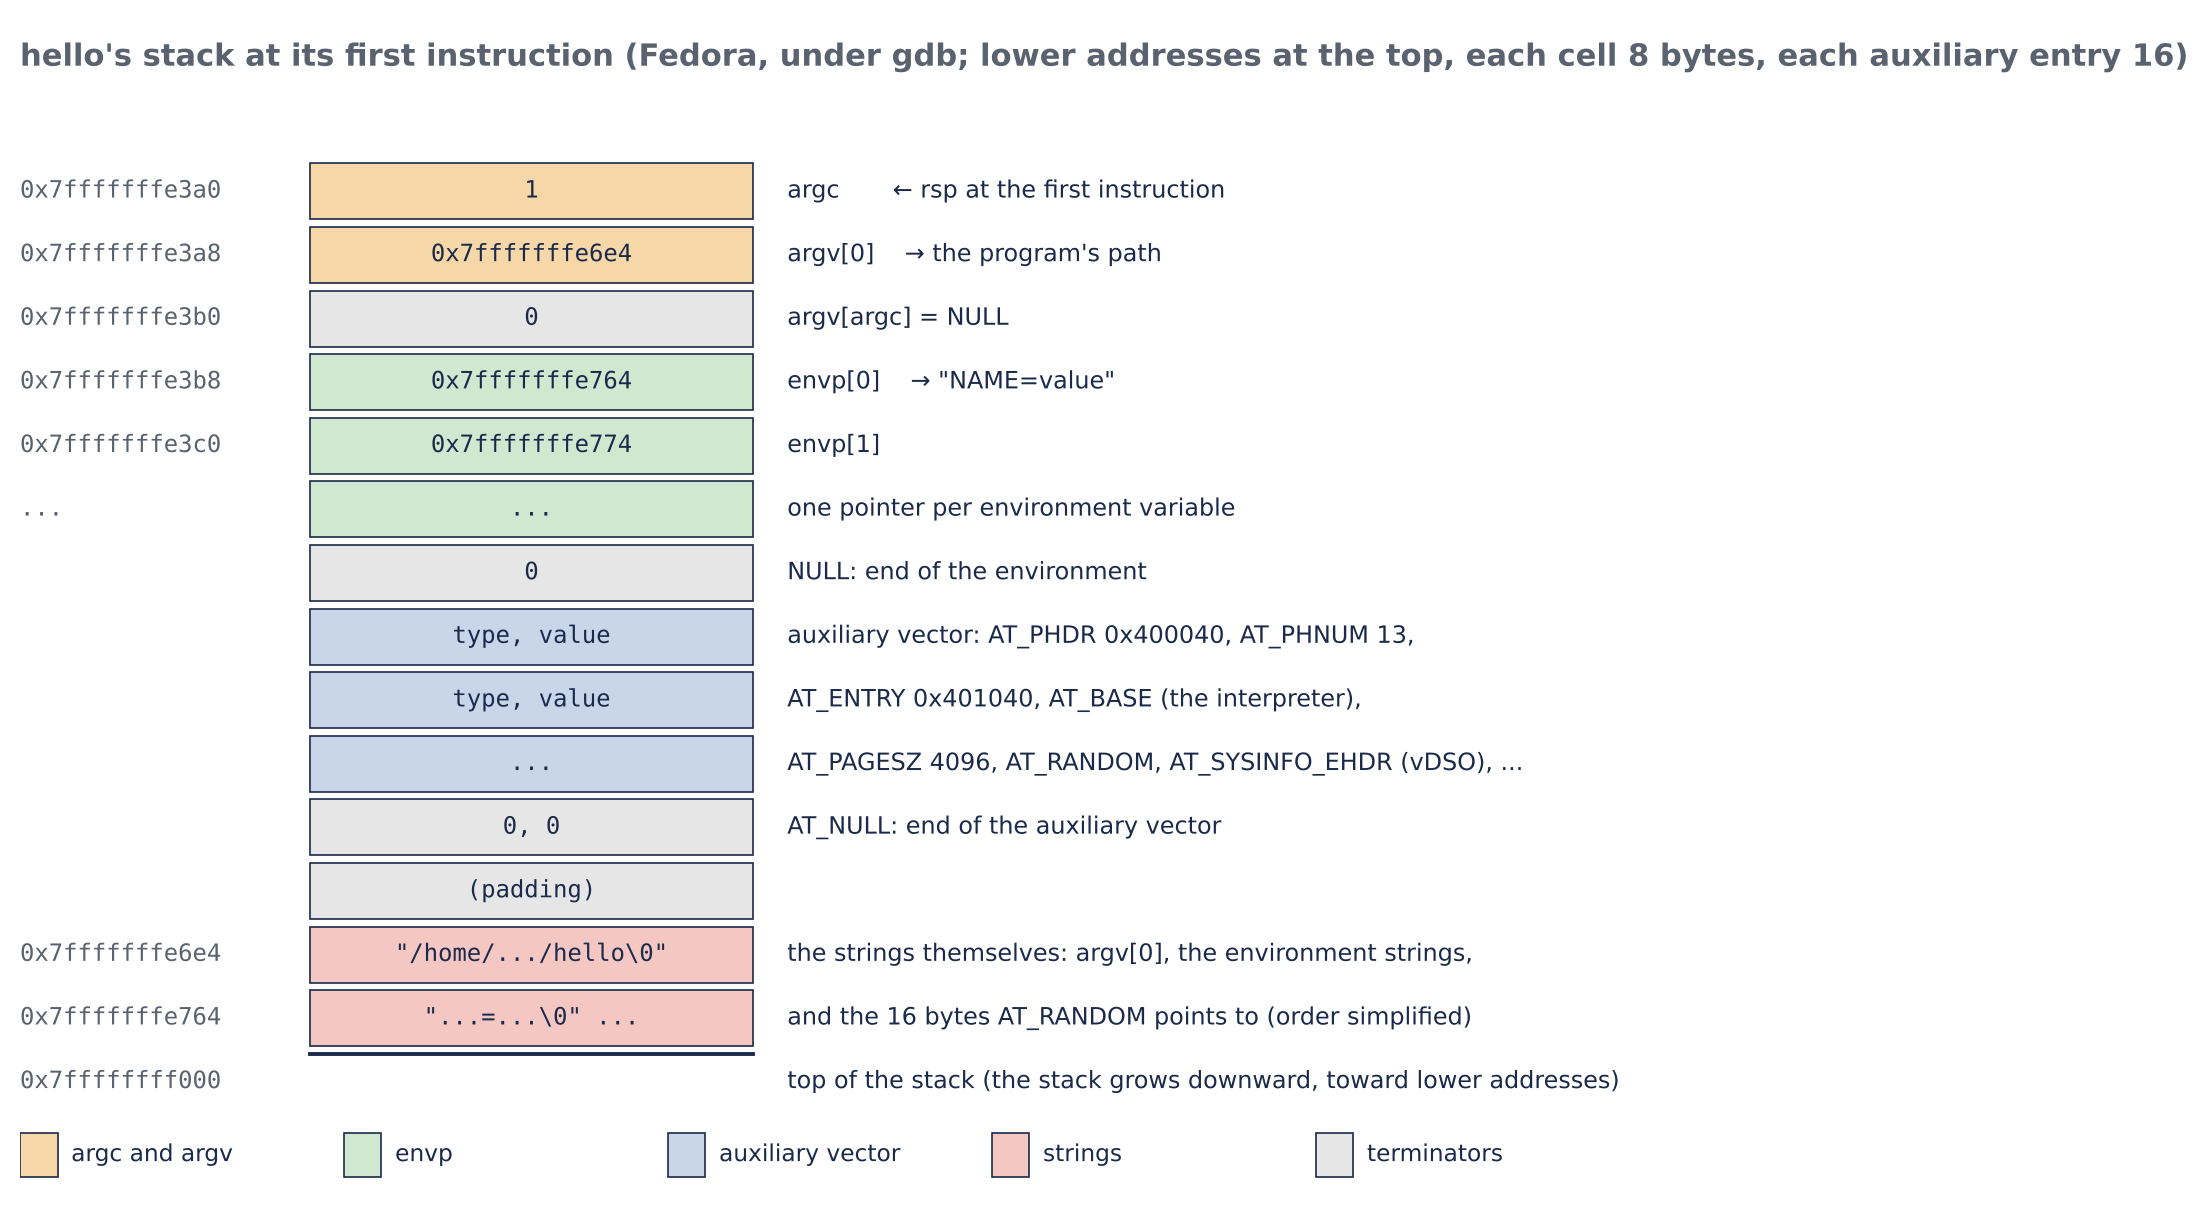 hello's stack at its first instruction (Fedora, under gdb; lower addresses at the top, each cell 8 bytes, each auxiliary entry 16)
0x7fffffffe3a0 1 argc ← rsp at the first instruction
0x7fffffffe3a8 0x7fffffffe6e4 argv[0] → the program's path
0x7fffffffe3b0 0 argv[argc] = NULL
0x7fffffffe3b8 0x7fffffffe764 envp[0] → "NAME=value"
0x7fffffffe3c0 0x7fffffffe774 envp[1]
... ... one pointer per environment variable
0 NULL: end of the environment
type, value auxiliary vector: AT_PHDR 0x400040, AT_PHNUM 13,
type, value AT_ENTRY 0x401040, AT_BASE (the interpreter),
... AT_PAGESZ 4096, AT_RANDOM, AT_SYSINFO_EHDR (vDSO), ...
0, 0 AT_NULL: end of the auxiliary vector
(padding)
0x7fffffffe6e4 "/home/.../hello\0" the strings themselves: argv[0], the environment strings,
0x7fffffffe764 "...=...\0" ... and the 16 bytes AT_RANDOM points to (order simplified)
0x7ffffffff000 top of the stack (the stack grows downward, toward lower addresses)
argc and argv envp auxiliary vector strings terminators